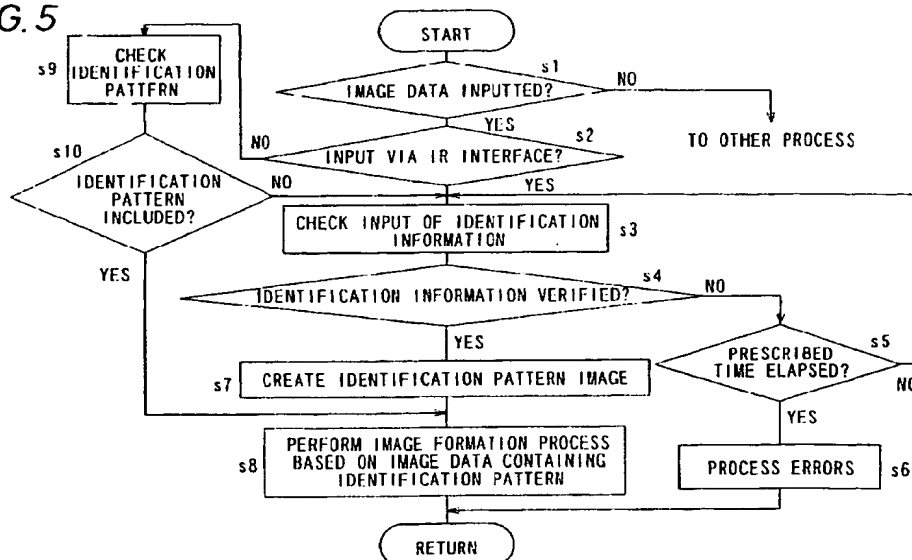 G. 5
START
s1
IMAGE DATA INPUTTED?
NO
TO OTHER PROCESS
YES
s2
INPUT VIA IR INTERFACE?
NO
YES
s9
CHECK
IDENTIFICATION
PATTERN
s10
IDENTIFICATION
PATTERN
INCLUDED?
NO
YES
CHECK INPUT OF IDENTIFICATION
INFORMATION
s3
s4
IDENTIFICATION INFORMATION VERIFIED?
NO
YES
s5
PRESCRIBED
TIME ELAPSED?
NO
YES
s7
CREATE IDENTIFICATION PATTERN IMAGE
s8
PERFORM IMAGE FORMATION PROCESS
BASED ON IMAGE DATA CONTAINING
IDENTIFICATION PATTERN
PROCESS ERRORS
s6
RETURN